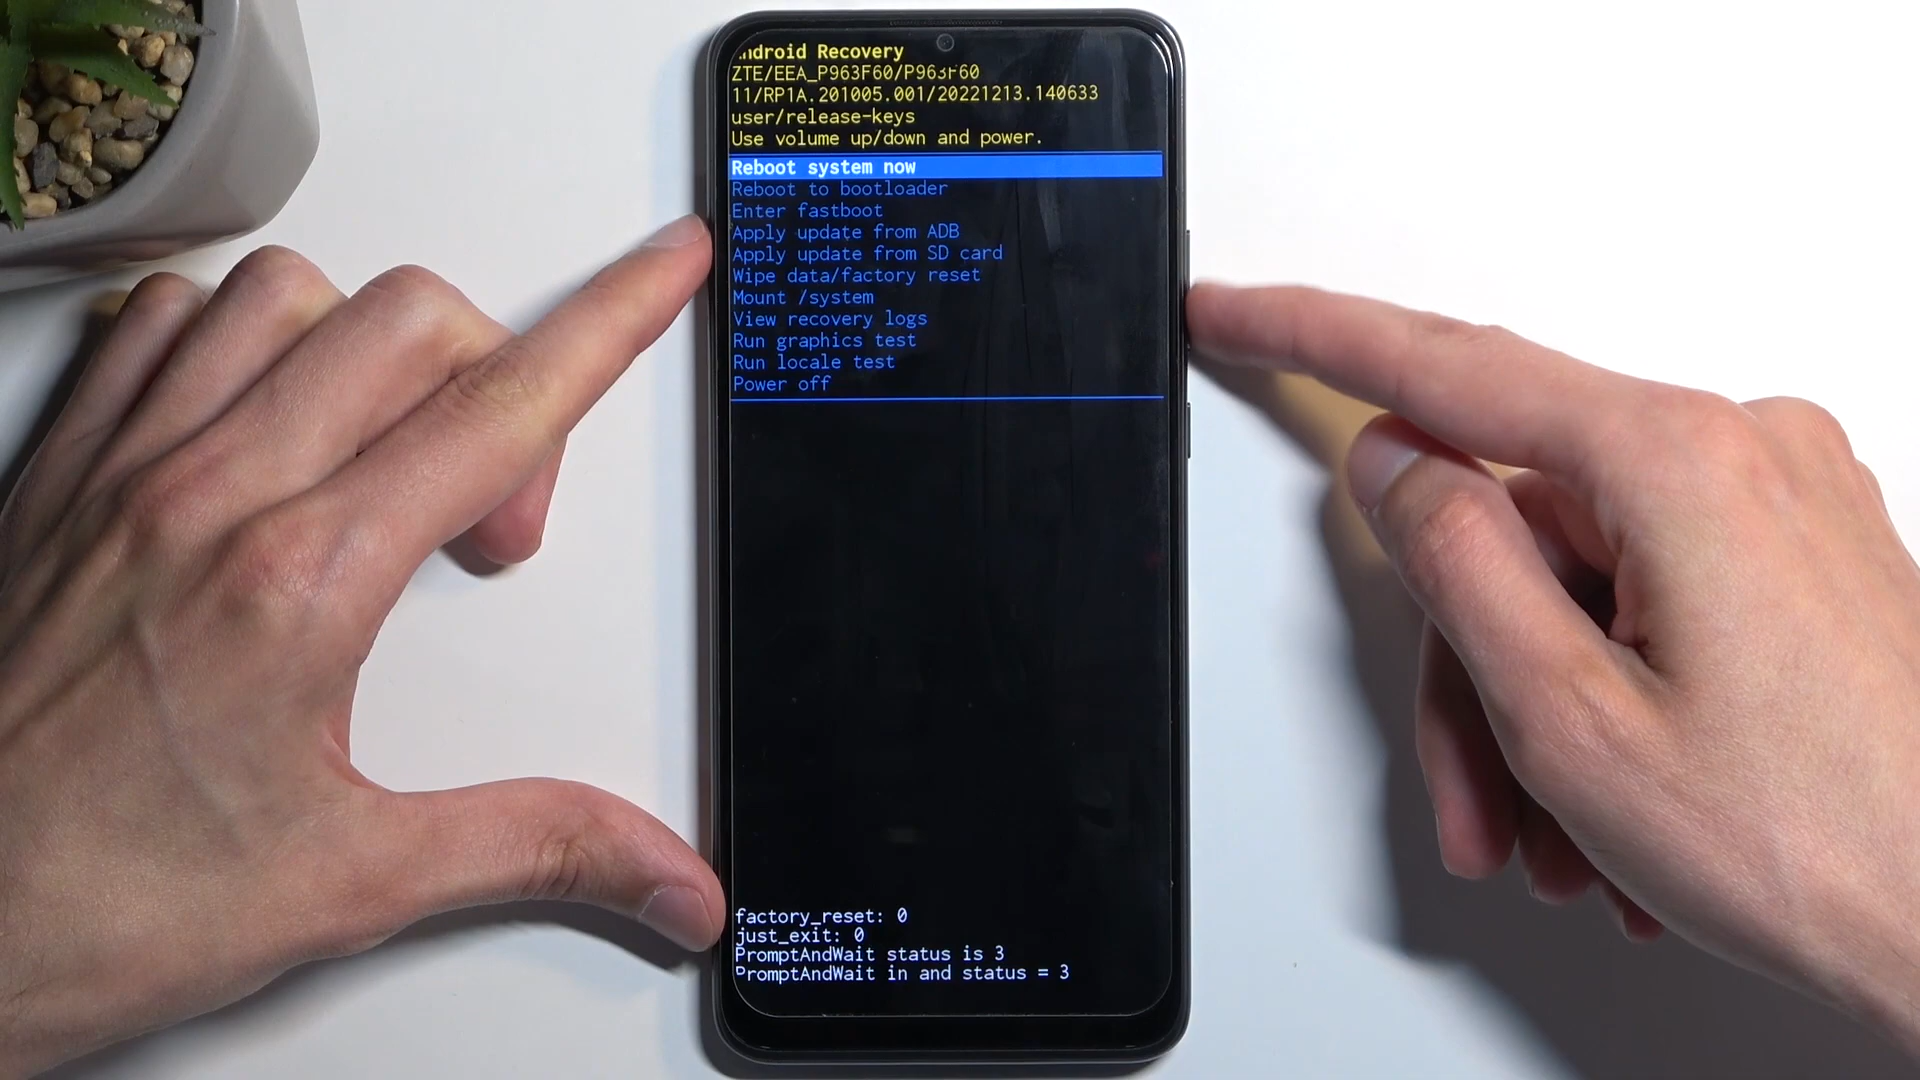 ndroid Recovery
ZTE/EEA_P963F60/P963F60
11/RP1A.201005.001/20221213.140633
user/release-keys
Use volume up/down and power.
Reboot system now
Reboot to bootloader
Enter fastboot
Apply update from ADB
Apply update from SD card
Wipe data/factory reset
Mount /system
View recovery logs
Run graphics test
Run locale test
Power off
factory_reset: 0
just_exit: 0
PromptAndWait status is 3
PromptAndWait in and status = 3